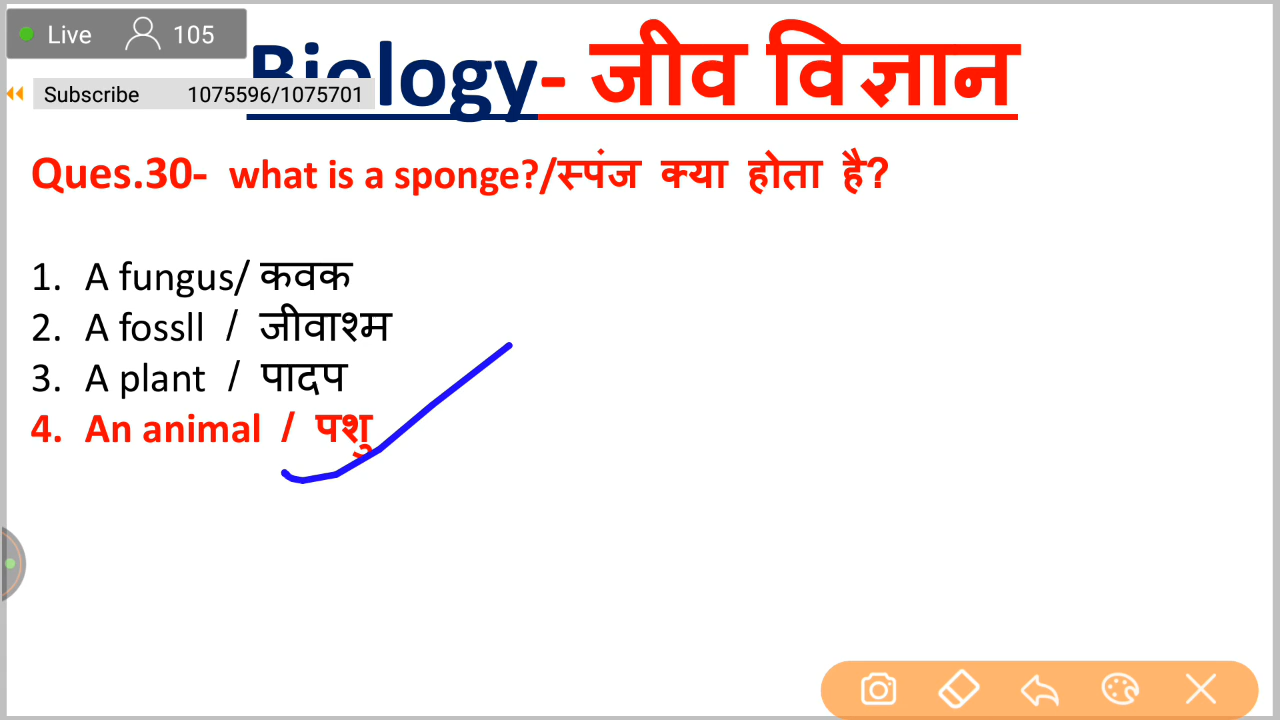 Live 105
Biology- जीव विज्ञान
Subscribe 1075596/1075701
Ques.30- what is a sponge?/स्पंज क्या होता है?
1. A fungus/ कवक
2. A fossll / जीवाश्म
3. A plant / पादप
4. An animal / पशु